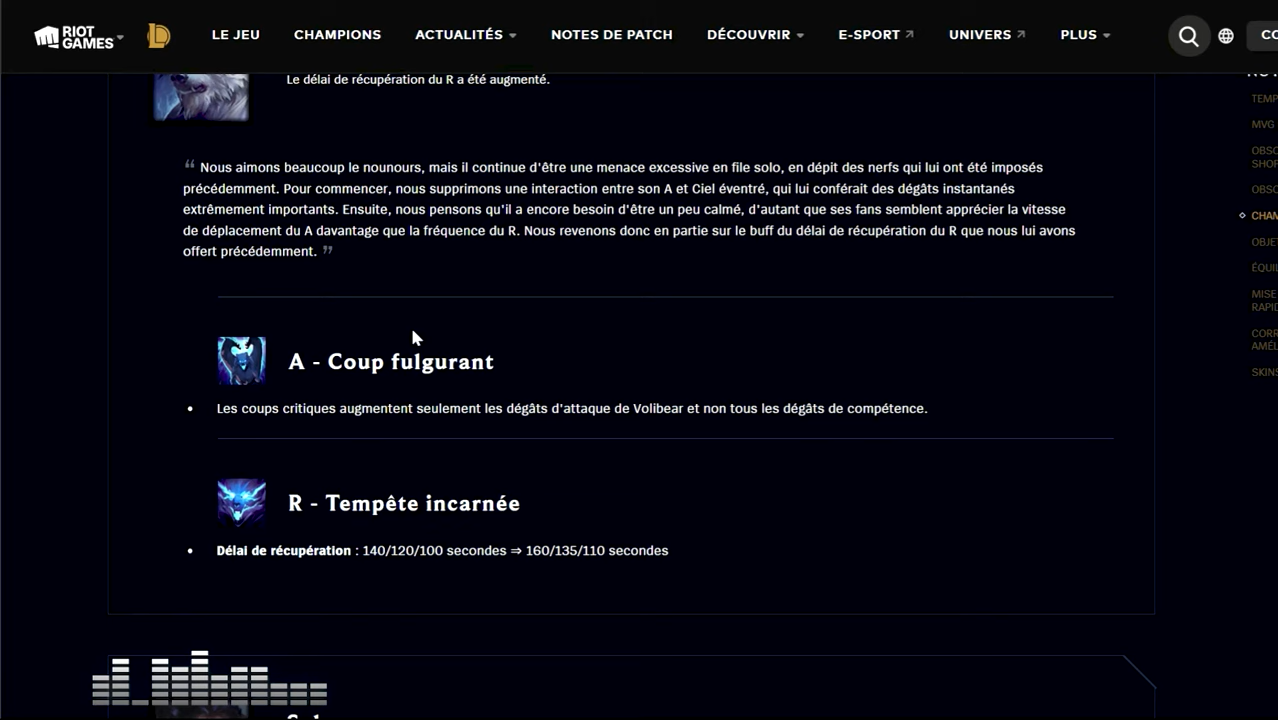 RIOT GAMES
LE JEU
CHAMPIONS
ACTUALITÉS
NOTES DE PATCH
DÉCOUVRIR
E-SPORT
UNIVERS
PLUS
Le délai de récupération du R a été augmenté.
“ Nous aimons beaucoup le nounours, mais il continue d'être une menace excessive en file solo, en dépit des nerfs qui lui ont été imposés
précédemment. Pour commencer, nous supprimons une interaction entre son A et Ciel éventré, qui lui conférait des dégâts instantanés
extrêmement importants. Ensuite, nous pensons qu'il a encore besoin d'être un peu calmé, d'autant que ses fans semblent apprécier la vitesse
de déplacement du A davantage que la fréquence du R. Nous revenons donc en partie sur le buff du délai de récupération du R que nous lui avons
offert précédemment. ”
A - Coup fulgurant
• Les coups critiques augmentent seulement les dégâts d'attaque de Volibear et non tous les dégâts de compétence.
R - Tempête incarnée
• Délai de récupération : 140/120/100 secondes ⇒ 160/135/110 secondes
TEMP
MVG
OBSC
SHOP
OBSC
CHAM
OBJE
ÉQUIL
MISE
RAPID
CORR
AMÉL
SKINS